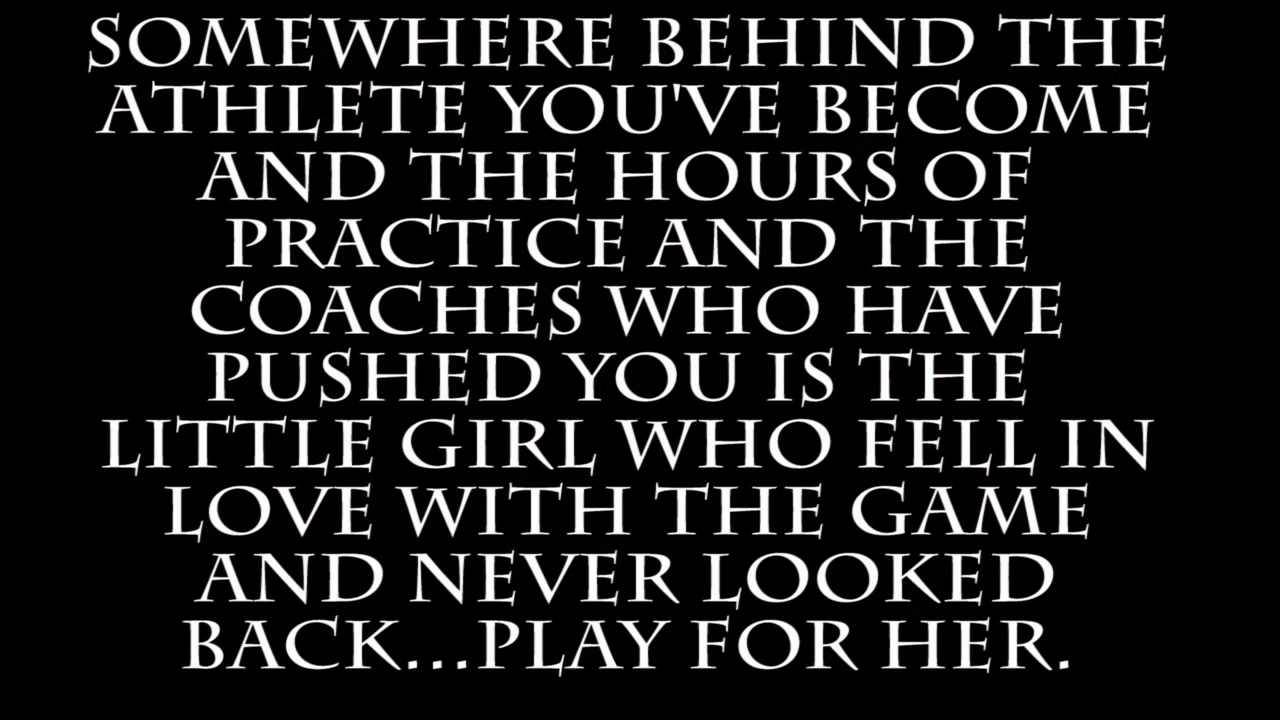 SOMEWHERE BEHIND THE
ATHLETE YOU'VE BECOME
AND THE HOURS OF
PRACTICE AND THE
COACHES WHO HAVE
PUSHED YOU IS THE
LITTLE GIRL WHO FELL IN
LOVE WITH THE GAME
AND NEVER LOOKED
BACK...PLAY FOR HER.